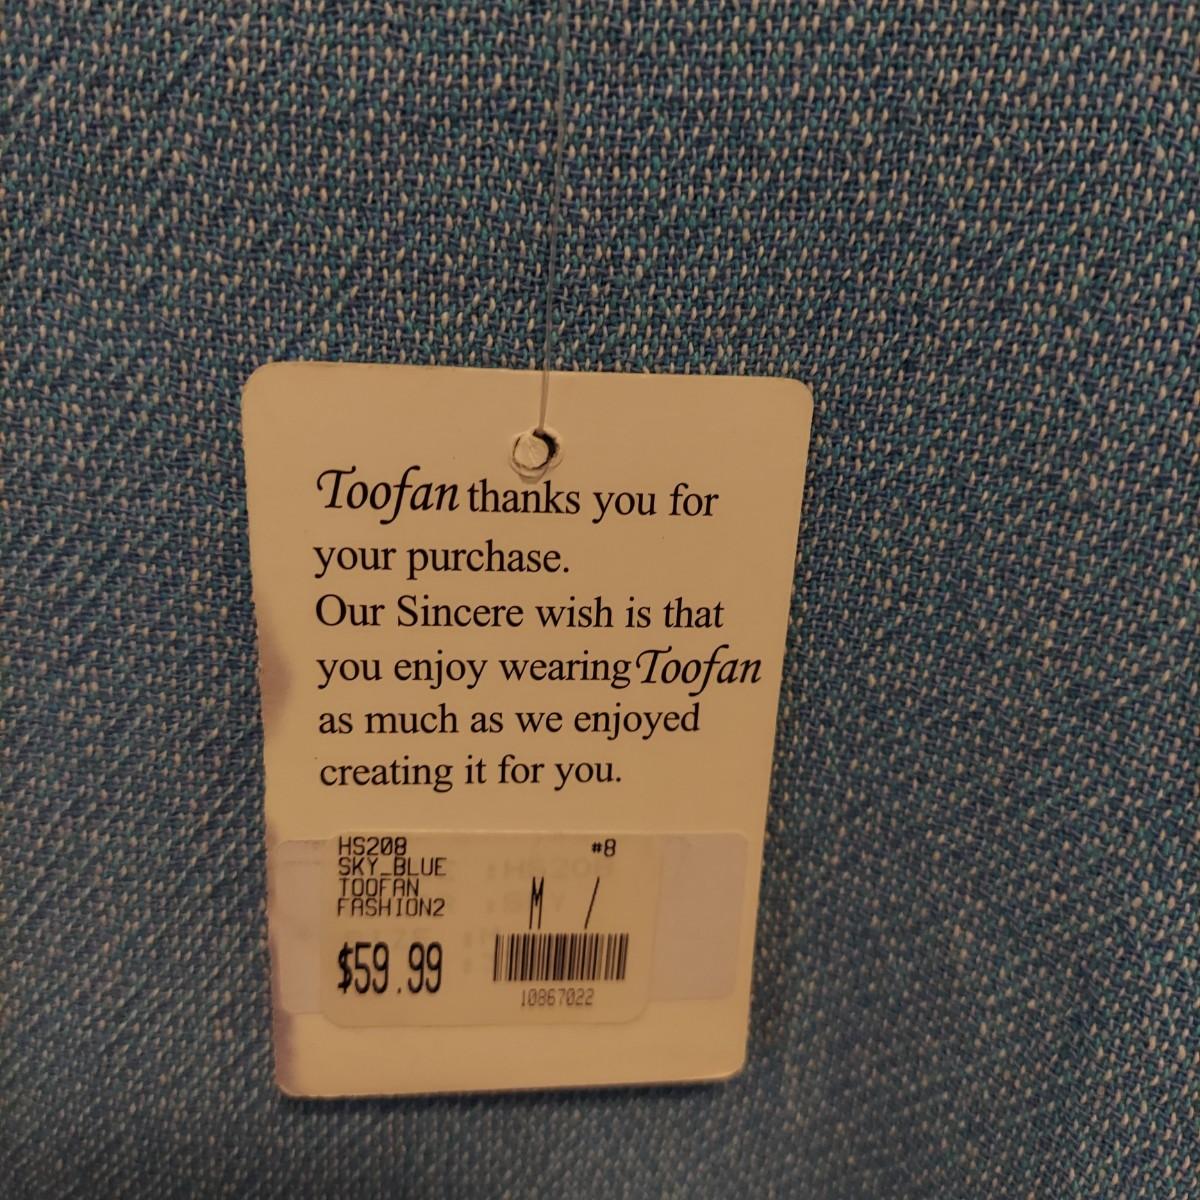 Toofan thanks you for
your purchase.
Our Sincere wish is that
you enjoy wearing Toofan
as much as we enjoyed
creating it for you.
HS208 #8
SKY_BLUE
TOOFAN
FASHION2
M /
$59.99
10867022